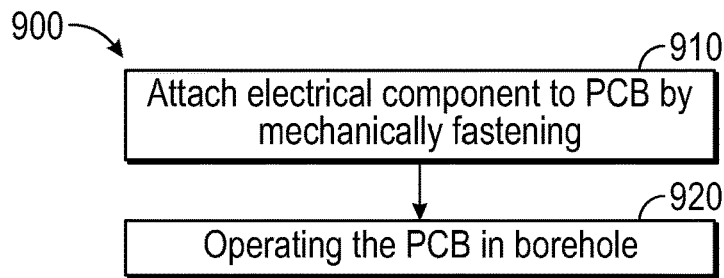 900
910
Attach electrical component to PCB by
mechanically fastening
920
Operating the PCB in borehole